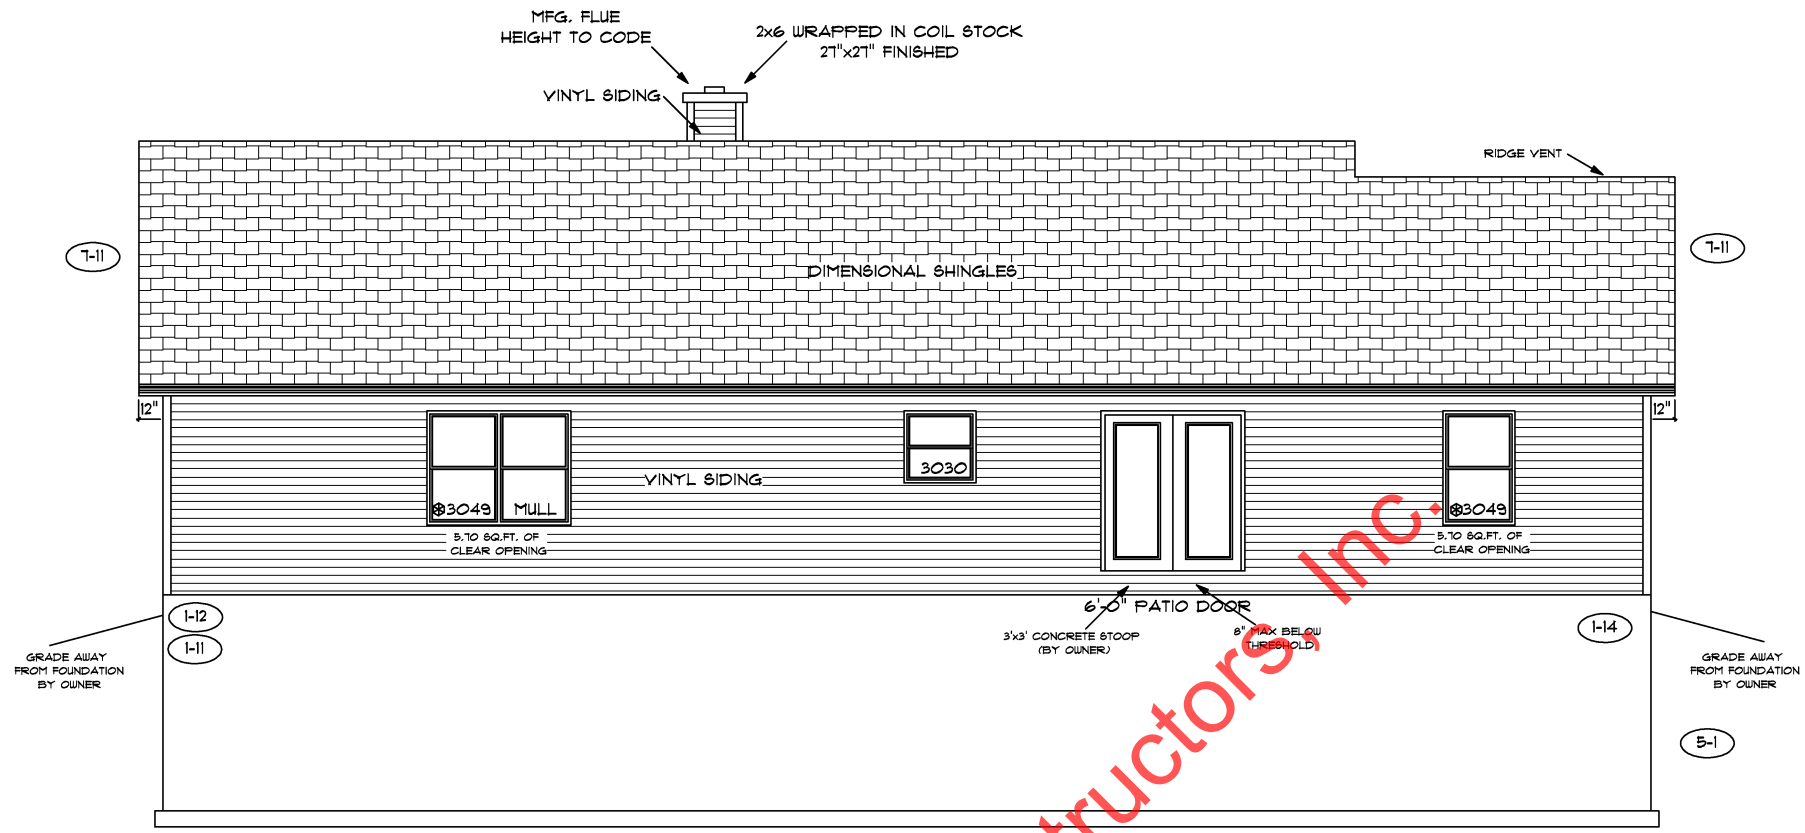 MFG. FLUE
HEIGHT TO CODE
2x6 WRAPPED IN COIL STOCK
27"x27" FINISHED
VINYL SIDING
RIDGE VENT
7-11
7-11
DIMENSIONAL SHINGLES
12"
12"
3030
VINYL SIDING
3049 MULL
3049
5.70 SQ.FT. OF
CLEAR OPENING
5.70 SQ.FT. OF
CLEAR OPENING
6'-0" PATIO DOOR
1-12
1-11
1-14
3'x3' CONCRETE STOOP
(BY OWNER)
8" MAX BELOW
THRESHOLD
GRADE AWAY
FROM FOUNDATION
BY OWNER
GRADE AWAY
FROM FOUNDATION
BY OWNER
5-1
tructors, Inc.